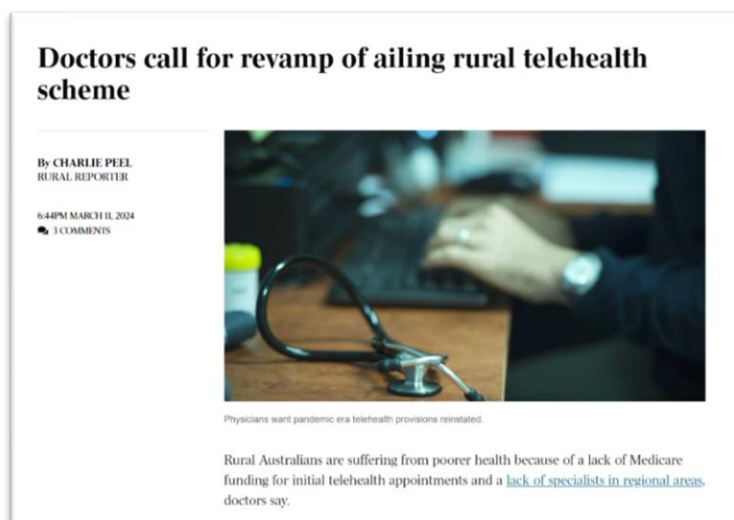 Doctors call for revamp of ailing rural telehealth
scheme
By CHARLIE PEEL
RURAL REPORTER
6:44PM MARCH 11, 2024
3 COMMENTS
Physicians want pandemic era telehealth provisions reinstated.
Rural Australians are suffering from poorer health because of a lack of Medicare
funding for initial telehealth appointments and a lack of specialists in regional areas,
doctors say.